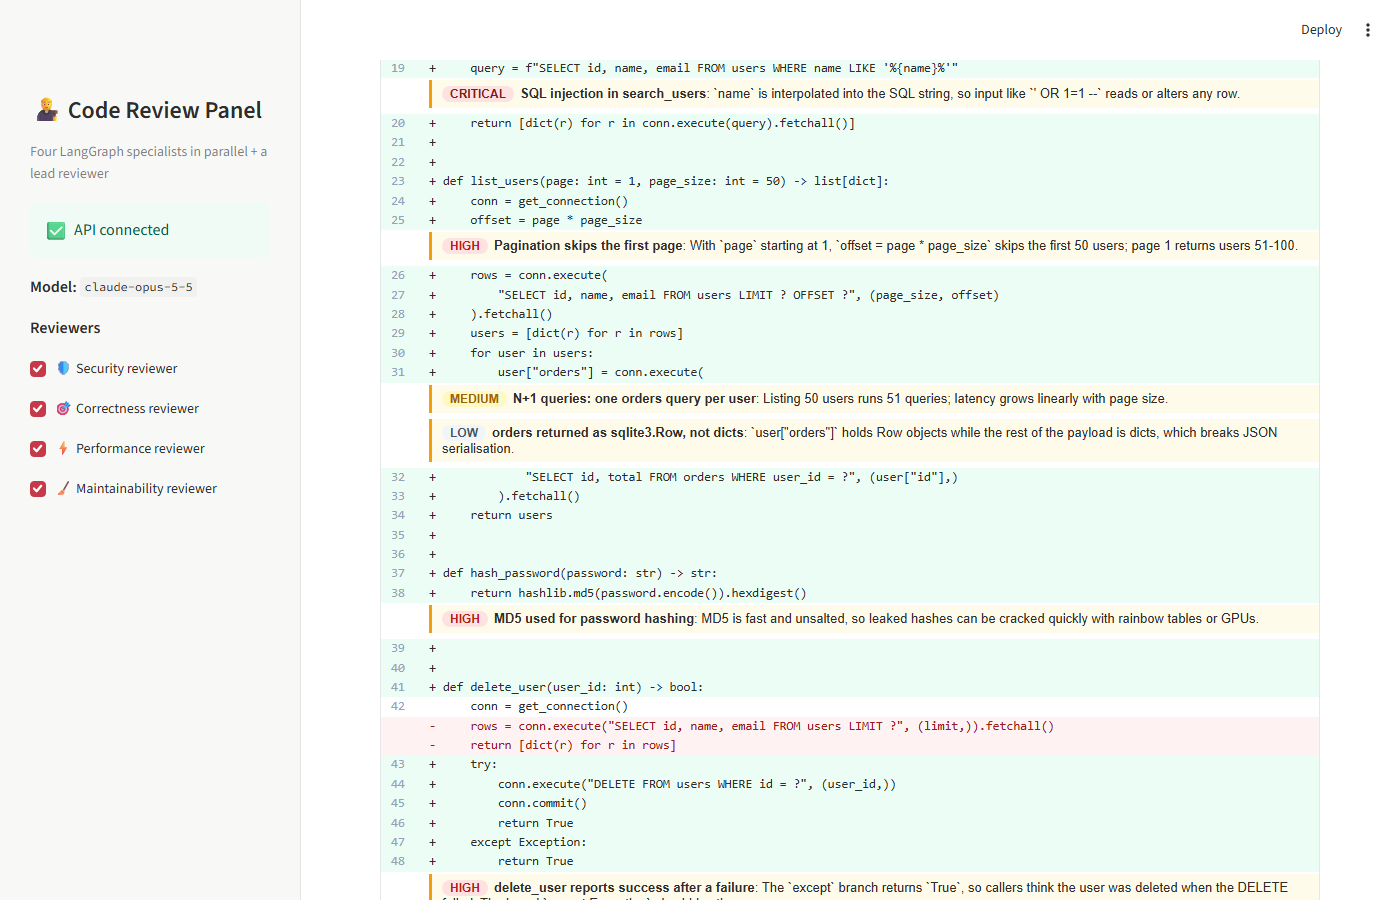 Deploy
Code Review Panel
Four LangGraph specialists in parallel + a
lead reviewer
API connected
Model: claude-opus-5-5
Reviewers
Security reviewer
Correctness reviewer
Performance reviewer
Maintainability reviewer
19 + query = f"SELECT id, name, email FROM users WHERE name LIKE '%{name}%'"
CRITICAL SQL injection in search_users: `name` is interpolated into the SQL string, so input like `' OR 1=1 --` reads or alters any row.
20 + return [dict(r) for r in conn.execute(query).fetchall()]
21 +
22 +
23 + def list_users(page: int = 1, page_size: int = 50) -> list[dict]:
24 + conn = get_connection()
25 + offset = page * page_size
HIGH Pagination skips the first page: With `page` starting at 1, `offset = page * page_size` skips the first 50 users; page 1 returns users 51-100.
26 + rows = conn.execute(
27 + "SELECT id, name, email FROM users LIMIT ? OFFSET ?", (page_size, offset)
28 + ).fetchall()
29 + users = [dict(r) for r in rows]
30 + for user in users:
31 + user["orders"] = conn.execute(
MEDIUM N+1 queries: one orders query per user: Listing 50 users runs 51 queries; latency grows linearly with page size.
LOW orders returned as sqlite3.Row, not dicts: `user["orders"]` holds Row objects while the rest of the payload is dicts, which breaks JSON
serialisation.
32 + "SELECT id, total FROM orders WHERE user_id = ?", (user["id"],)
33 + ).fetchall()
34 + return users
35 +
36 +
37 + def hash_password(password: str) -> str:
38 + return hashlib.md5(password.encode()).hexdigest()
HIGH MD5 used for password hashing: MD5 is fast and unsalted, so leaked hashes can be cracked quickly with rainbow tables or GPUs.
39 +
40 +
41 + def delete_user(user_id: int) -> bool:
42 conn = get_connection()
- rows = conn.execute("SELECT id, name, email FROM users LIMIT ?", (limit,)).fetchall()
- return [dict(r) for r in rows]
43 + try:
44 + conn.execute("DELETE FROM users WHERE id = ?", (user_id,))
45 + conn.commit()
46 + return True
47 + except Exception:
48 + return True
HIGH delete_user reports success after a failure: The `except` branch returns `True`, so callers think the user was deleted when the DELETE